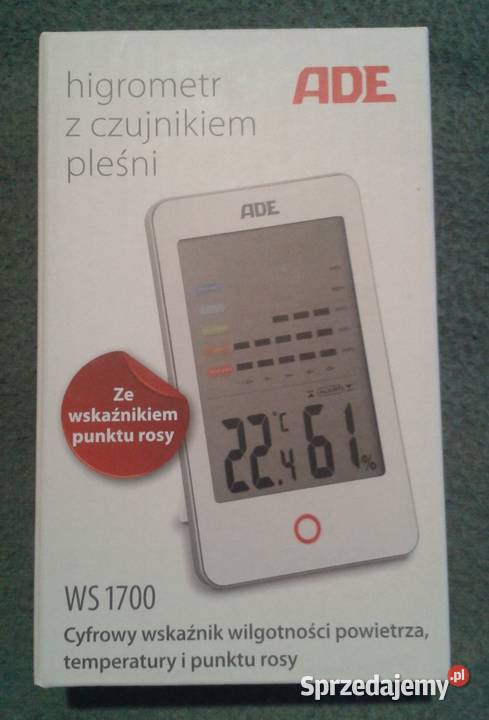 higrometr
z czujnikiem
pleśni
ADE
ADE
Ze
wskaźnikiem
punktu rosy
22.4 °C 61%
WS 1700
Cyfrowy wskaźnik wilgotności powietrza,
temperatury i punktu rosy
Sprzedajemy.pl